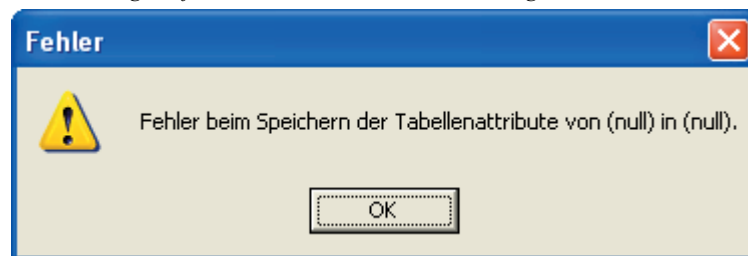 Fehler
Fehler beim Speichern der Tabellenattribute von (null) in (null).
OK